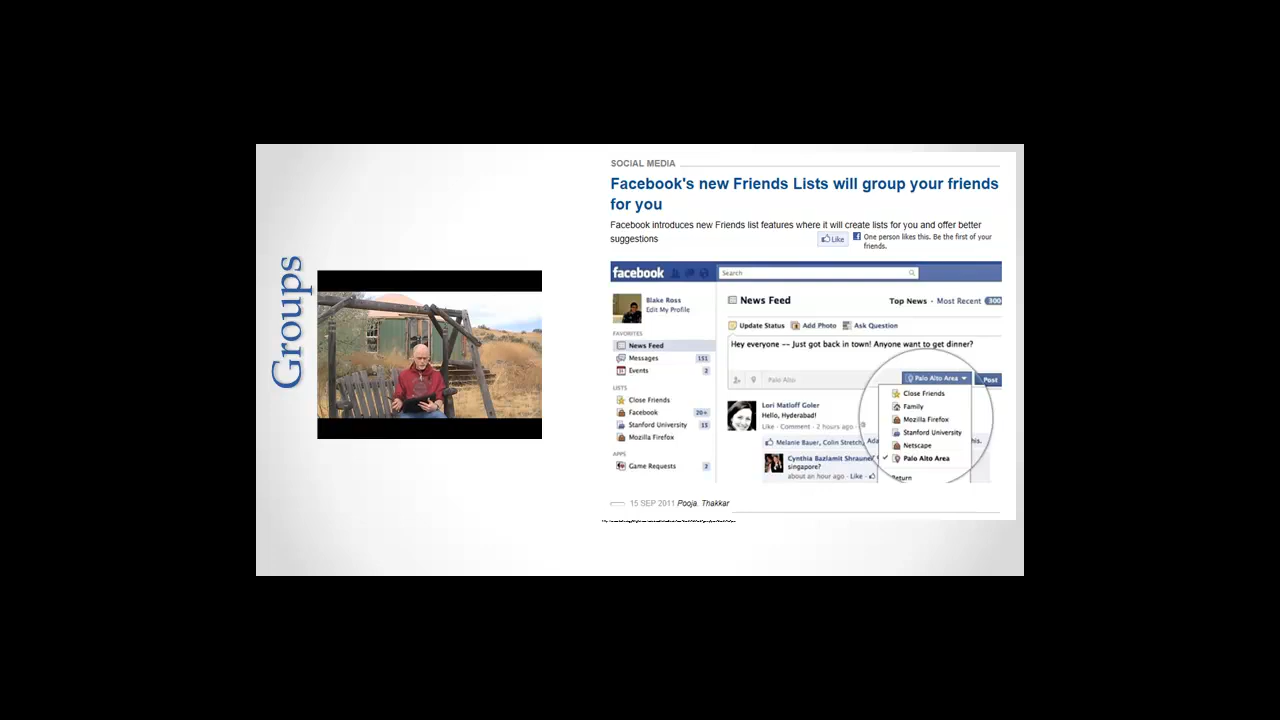 Groups
SOCIAL MEDIA
Facebook's new Friends Lists will group your friends
for you
Facebook introduces new Friends list features where it will create lists for you and offer better
suggestions
Like
One person likes this. Be the first of your
friends.
facebook
Search
Blake Ross
Edit My Profile
FAVORITES
News Feed
Messages 151
Events 2
LISTS
Close Friends
Facebook 20+
Stanford University 15
Mozilla Firefox
APPS
Game Requests 2
News Feed
Top News · Most Recent 300
Update Status Add Photo Ask Question
Hey everyone -- Just got back in town! Anyone want to get dinner?
Palo Alto
Palo Alto Area
Post
Close Friends
Family
Mozilla Firefox
Stanford University
Netscape
Palo Alto Area
Return
Lori Matloff Goler
Hello, Hyderabad!
Like · Comment · 2 hours ago ·
Melanie Bauer, Colin Stretch, Ada
his.
Cynthia Bazlamit Shraune
singapore?
about an hour ago · Like ·
15 SEP 2011 Pooja. Thakkar